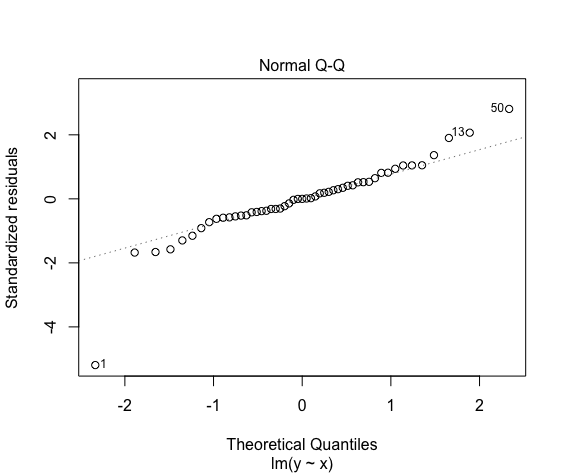 Normal Q-Q
50
13
2
0
-2
-4
1
Standardized residuals
-2 -1 0 1 2
Theoretical Quantiles
lm(y ~ x)